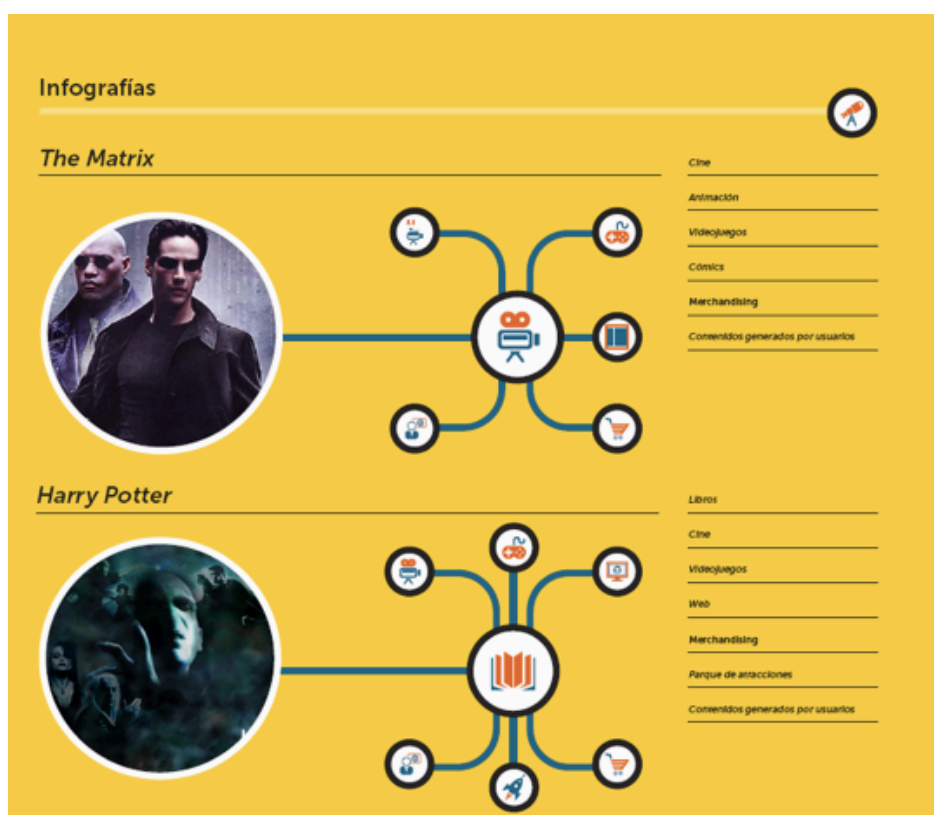 Infografías
The Matrix
Cine
Animación
Videojuegos
Cómics
Merchandising
Contenidos generados por usuarios
Harry Potter
Libros
Cine
Videojuegos
Web
Merchandising
Parque de atracciones
Contenidos generados por usuarios